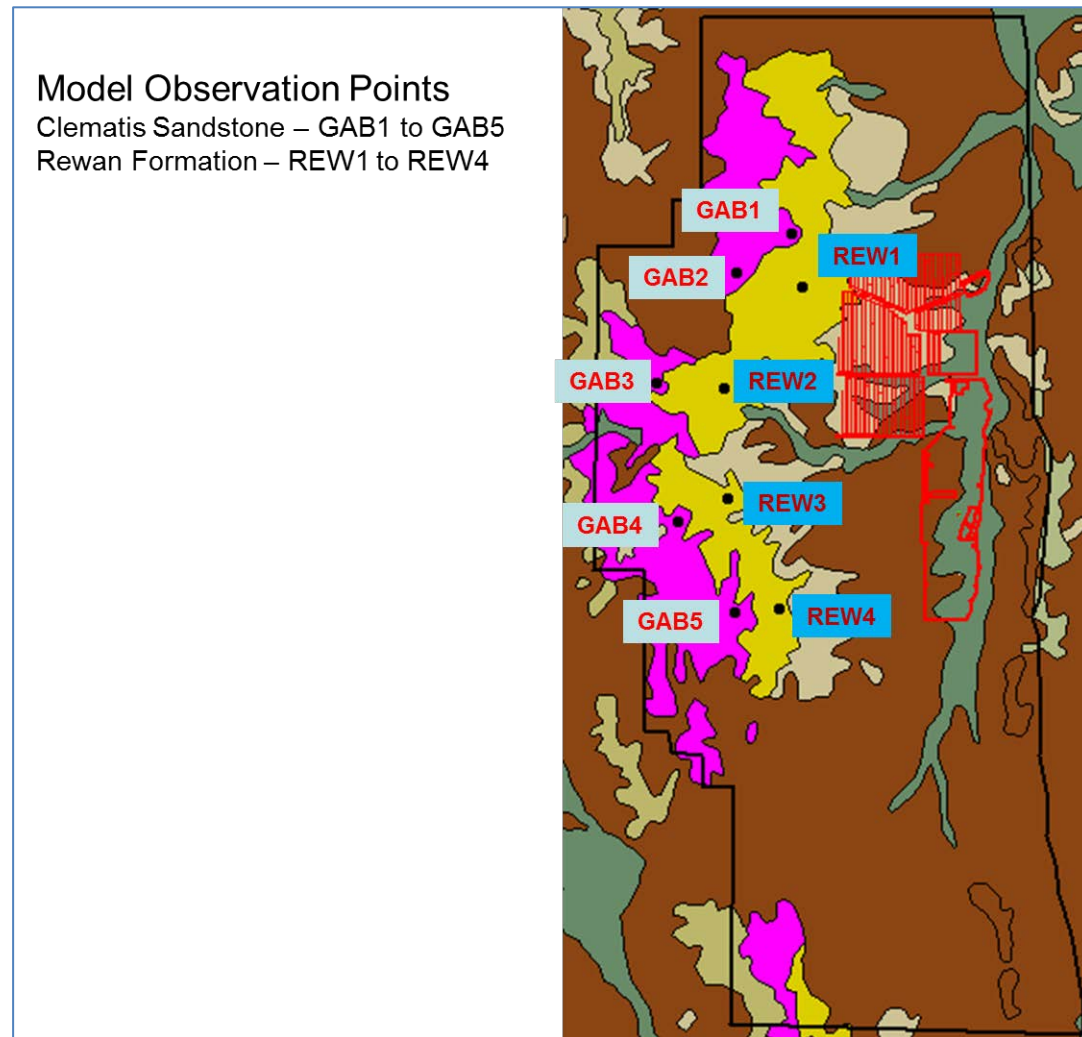 Model Observation Points
Clematis Sandstone – GAB1 to GAB5
Rewan Formation – REW1 to REW4
GAB1
REW1
GAB2
GAB3
REW2
REW3
GAB4
GAB5
REW4